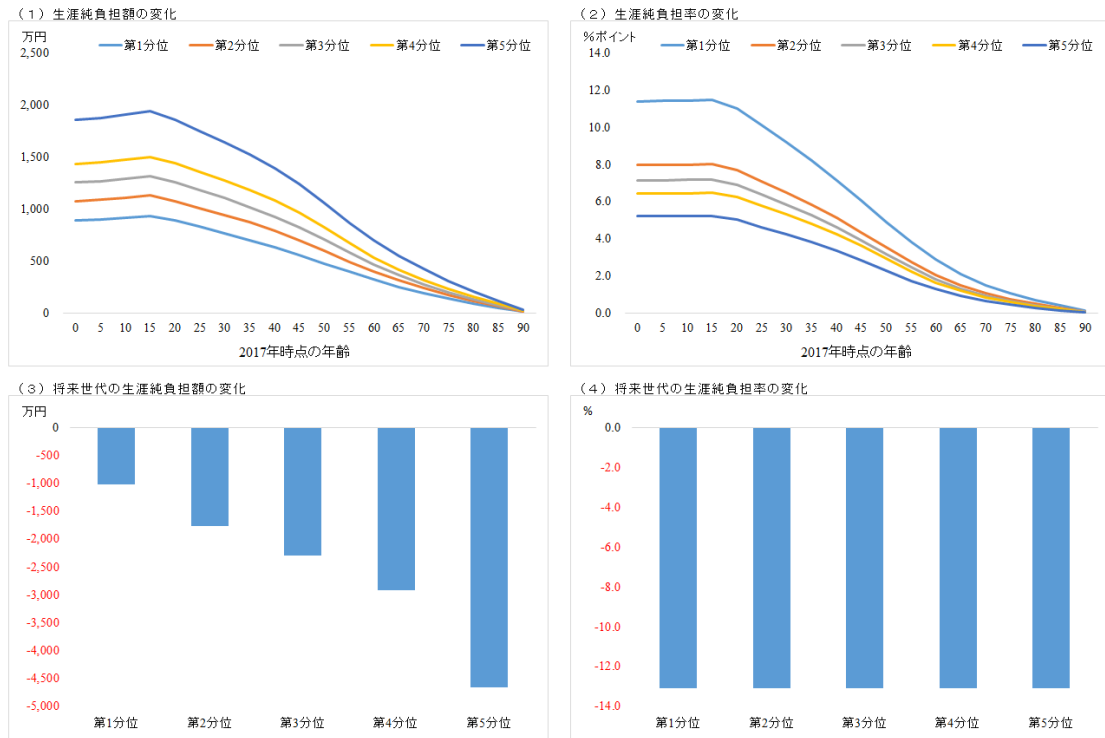 （１）生涯純負担額の変化
万円
第1分位 第2分位 第3分位 第4分位 第5分位
2,500
2,000
1,500
1,000
500
0
0 5 10 15 20 25 30 35 40 45 50 55 60 65 70 75 80 85 90
2017年時点の年齢
（２）生涯純負担率の変化
%ポイント
第1分位 第2分位 第3分位 第4分位 第5分位
14.0
12.0
10.0
8.0
6.0
4.0
2.0
0.0
0 5 10 15 20 25 30 35 40 45 50 55 60 65 70 75 80 85 90
2017年時点の年齢
（３）将来世代の生涯純負担額の変化
万円
0
-500
-1,000
-1,500
-2,000
-2,500
-3,000
-3,500
-4,000
-4,500
-5,000
第1分位 第2分位 第3分位 第4分位 第5分位
（４）将来世代の生涯純負担率の変化
%
0.0
-2.0
-4.0
-6.0
-8.0
-10.0
-12.0
-14.0
第1分位 第2分位 第3分位 第4分位 第5分位